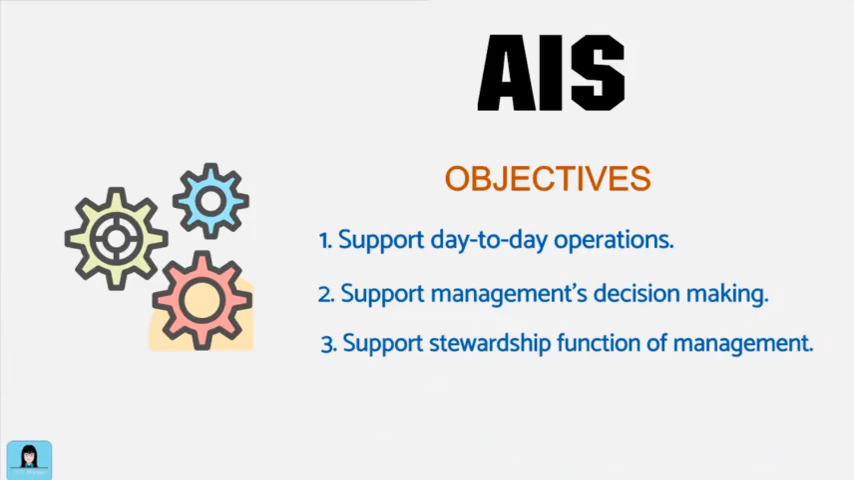 AIS
OBJECTIVES
1. Support day-to-day operations.
2. Support management's decision making.
3. Support stewardship function of management.